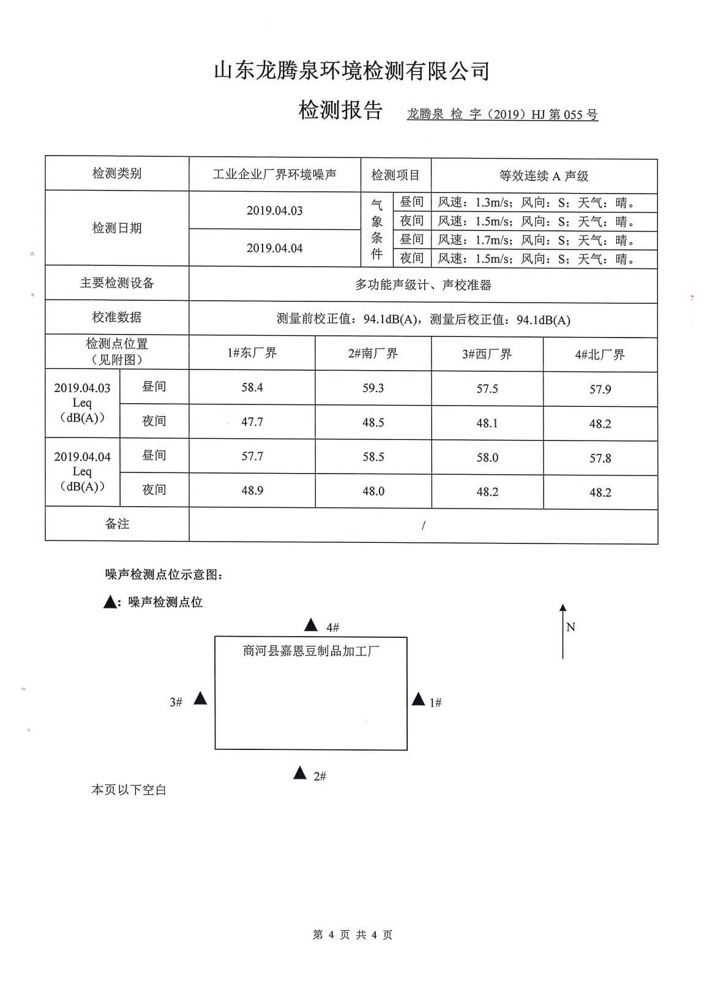 山东龙腾泉环境检测有限公司
检测报告 龙腾泉 检 字（2019）HJ 第 055 号
检测类别 工业企业厂界环境噪声 检测项目 等效连续 A 声级
检测日期 2019.04.03 气象条件 昼间 风速：1.3m/s；风向：S；天气：晴。
夜间 风速：1.5m/s；风向：S；天气：晴。
2019.04.04 昼间 风速：1.7m/s；风向：S；天气：晴。
夜间 风速：1.5m/s；风向：S；天气：晴。
主要检测设备 多功能声级计、声校准器
校准数据 测量前校正值：94.1dB(A)，测量后校正值：94.1dB(A)
检测点位置
（见附图） 1#东厂界 2#南厂界 3#西厂界 4#北厂界
2019.04.03
Leq
（dB(A)） 昼间 58.4 59.3 57.5 57.9
夜间 47.7 48.5 48.1 48.2
2019.04.04
Leq
（dB(A)） 昼间 57.7 58.5 58.0 57.8
夜间 48.9 48.0 48.2 48.2
备注 /
噪声检测点位示意图：
▲：噪声检测点位
N
▲ 4#
商河县嘉恩豆制品加工厂
3# ▲ ▲ 1#
▲ 2#
本页以下空白
第 4 页 共 4 页